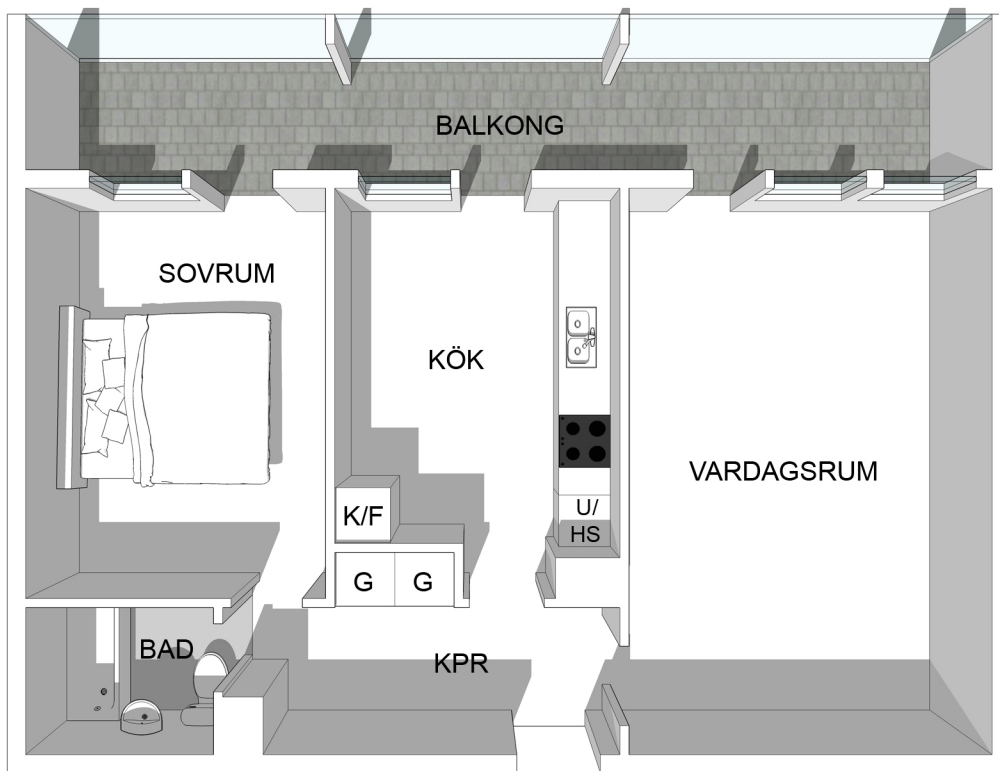 BALKONG
SOVRUM
KÖK
VARDAGSRUM
K/F
U/
HS
G G
BAD
KPR